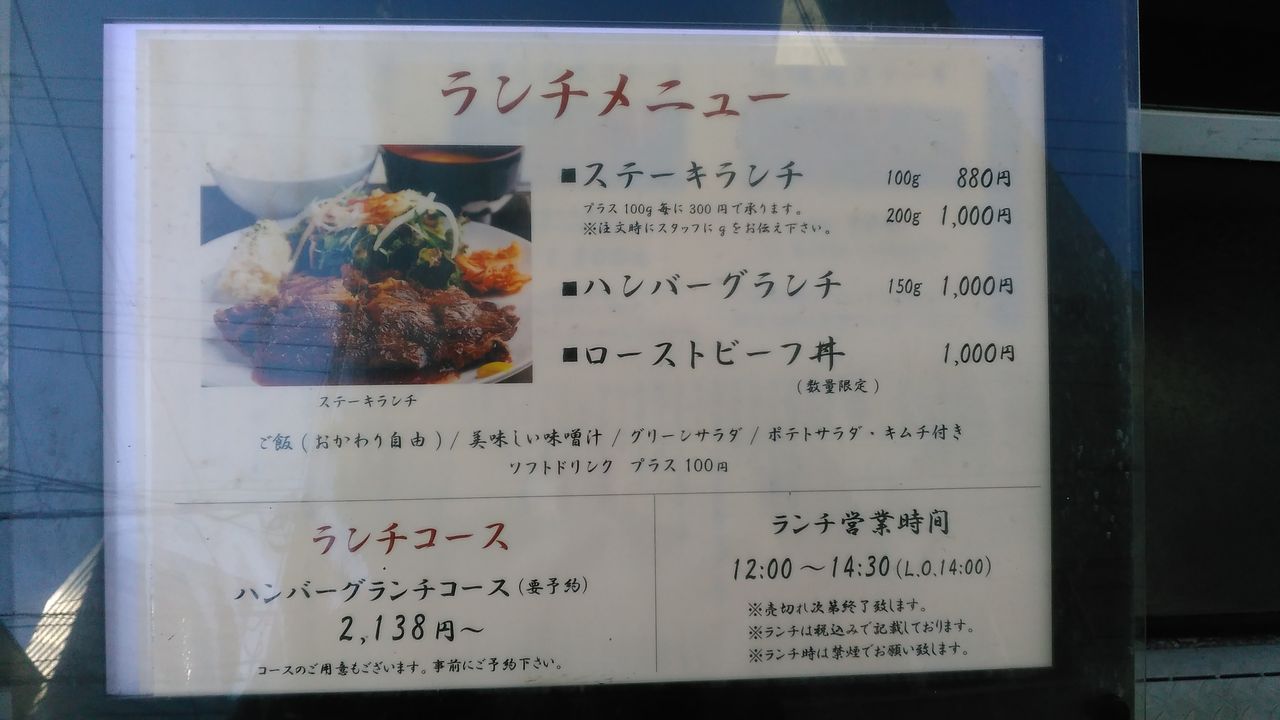 ランチメニュー
■ステーキランチ 100g 880円
プラス100g毎に300円で承ります。 200g 1,000円
※注文時にスタッフにgをお伝え下さい。
■ハンバーグランチ 150g 1,000円
■ローストビーフ丼 1,000円
(数量限定)
ステーキランチ
ご飯(おかわり自由)/美味しい味噌汁/グリーンサラダ/ポテトサラダ・キムチ付き
ソフトドリンク プラス100円
ランチコース
ハンバーグランチコース(要予約)
2,138円～
コースのご用意もございます。事前にご予約下さい。
ランチ営業時間
12:00～14:30(L.O.14:00)
※売切れ次第終了致します。
※ランチは税込みで記載しております。
※ランチ時は禁煙でお願い致します。